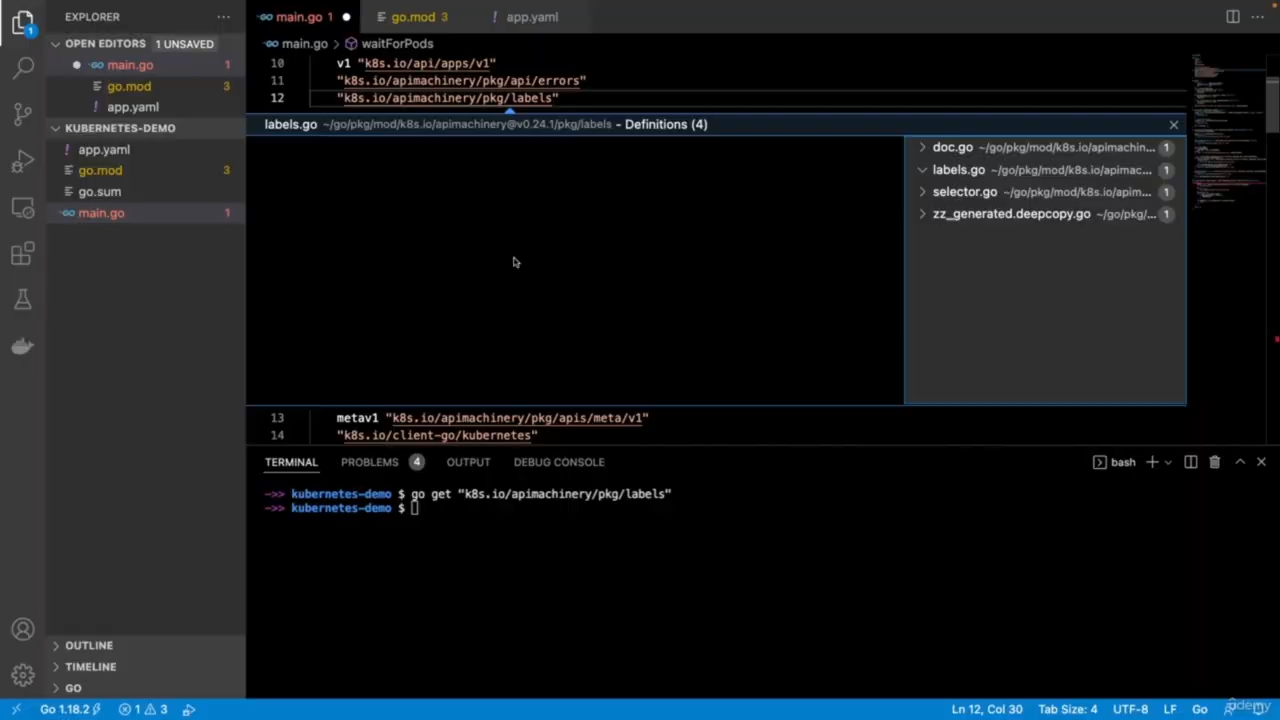 EXPLORER ···
main.go 1 ●
go.mod 3
! app.yaml
···
OPEN EDITORS 1 UNSAVED
● main.go 1
go.mod 3
! app.yaml
KUBERNETES-DEMO
! app.yaml
go.mod 3
go.sum
main.go 1
OUTLINE
TIMELINE
GO
1
main.go > waitForPods
10 v1 "k8s.io/api/apps/v1"
11 "k8s.io/apimachinery/pkg/api/errors"
12 "k8s.io/apimachinery/pkg/labels"
labels.go ~/go/pkg/mod/k8s.io/apimachinery@v0.24.1/pkg/labels - Definitions (4)
doc.go ~/go/pkg/mod/k8s.io/apimachin... 1
labels.go ~/go/pkg/mod/k8s.io/apimac... 1
selector.go ~/go/pkg/mod/k8s.io/apim... 1
zz_generated.deepcopy.go ~/go/pkg/... 1
13 metav1 "k8s.io/apimachinery/pkg/apis/meta/v1"
14 "k8s.io/client-go/kubernetes"
TERMINAL PROBLEMS 4 OUTPUT DEBUG CONSOLE
bash
->> kubernetes-demo $ go get "k8s.io/apimachinery/pkg/labels"
->> kubernetes-demo $
Go 1.18.2 1 3
Ln 12, Col 30 Tab Size: 4 UTF-8 LF Go
udemy